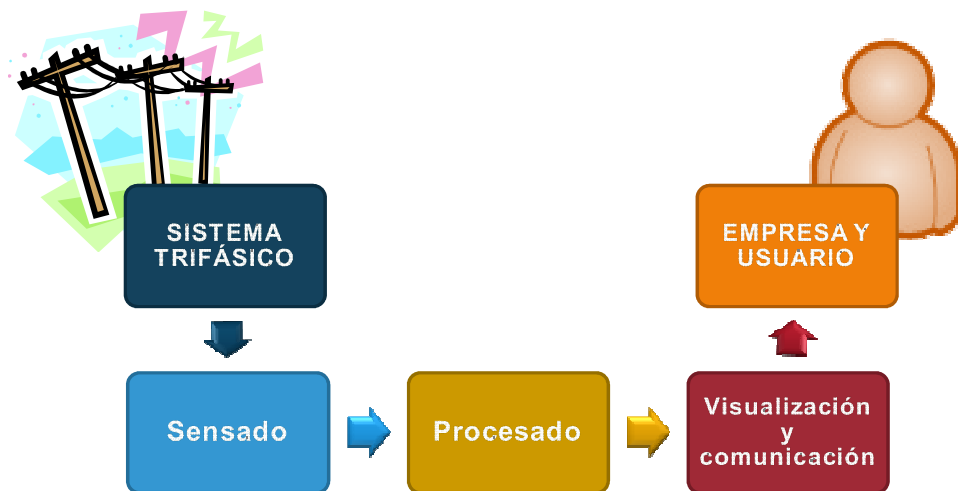 SISTEMA
TRIFÁSICO
EMPRESA Y
USUARIO
Sensado
Procesado
Visualización
y
comunicación